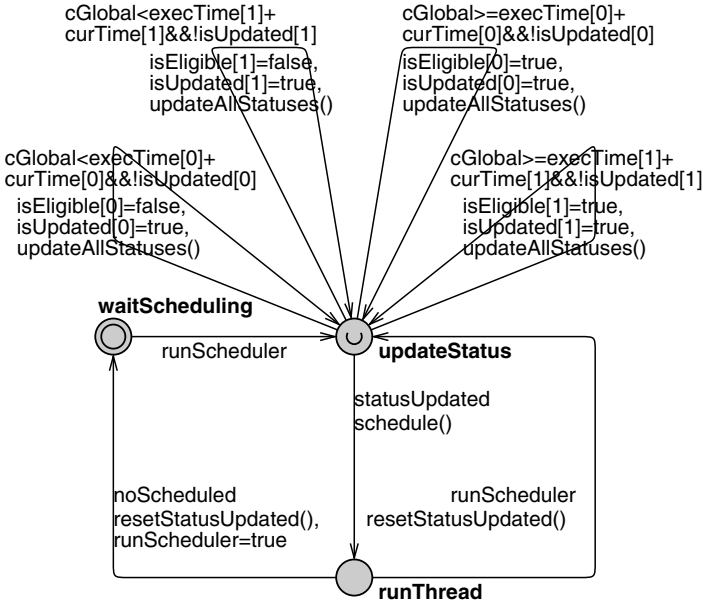 cGlobal<execTime[1]+
curTime[1]&&!isUpdated[1]
isEligible[1]=false,
isUpdated[1]=true,
updateAllStatuses()
cGlobal>=execTime[0]+
curTime[0]&&!isUpdated[0]
isEligible[0]=true,
isUpdated[0]=true,
updateAllStatuses()
cGlobal<execTime[0]+
curTime[0]&&!isUpdated[0]
isEligible[0]=false,
isUpdated[0]=true,
updateAllStatuses()
cGlobal>=execTime[1]+
curTime[1]&&!isUpdated[1]
isEligible[1]=true,
isUpdated[1]=true,
updateAllStatuses()
waitScheduling
runScheduler
updateStatus
statusUpdated
schedule()
noScheduled
resetStatusUpdated(),
runScheduler=true
runScheduler
resetStatusUpdated()
runThread